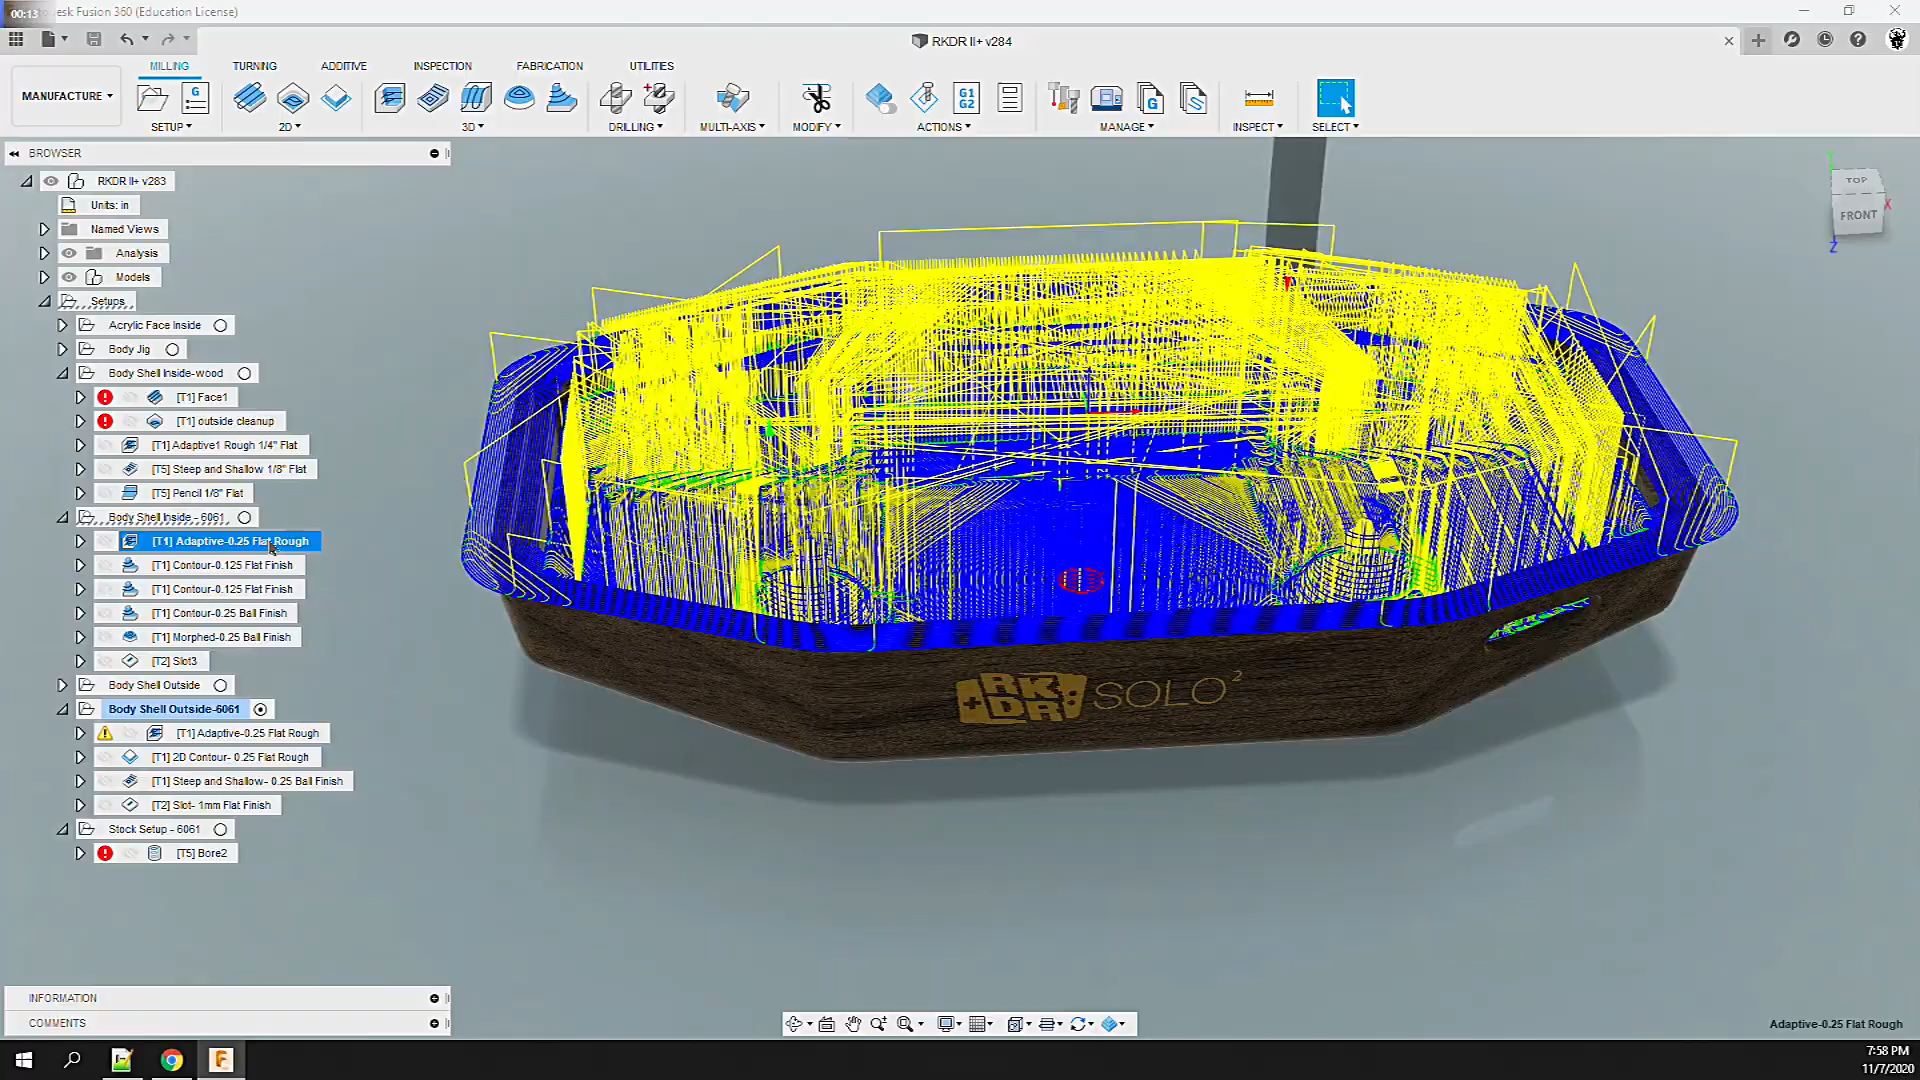 00:13
esk Fusion 360 (Education License)
RKDR II+ v284
MILLING TURNING ADDITIVE INSPECTION FABRICATION UTILITIES
MANUFACTURE
G
G1
G2
G
SETUP 2D 3D DRILLING MULTI-AXIS MODIFY ACTIONS MANAGE INSPECT SELECT
BROWSER
RKDR II+ v283
Units: in
Named Views
Analysis
Models
Setups
Acrylic Face Inside
Body Jig
Body Shell Inside-wood
[T1] Face1
[T1] outside cleanup
[T1] Adaptive1 Rough 1/4" Flat
[T5] Steep and Shallow 1/8" Flat
[T5] Pencil 1/8" Flat
Body Shell Inside - 6061
[T1] Adaptive-0.25 Flat Rough
[T1] Contour-0.125 Flat Finish
[T1] Contour-0.125 Flat Finish
[T1] Contour-0.25 Ball Finish
[T1] Morphed-0.25 Ball Finish
[T2] Slot3
Body Shell Outside
Body Shell Outside-6061
[T1] Adaptive-0.25 Flat Rough
[T1] 2D Contour- 0.25 Flat Rough
[T1] Steep and Shallow- 0.25 Ball Finish
[T2] Slot- 1mm Flat Finish
Stock Setup - 6061
[T5] Bore2
TOP
FRONT
Y
X
Z
RK
DR
SOLO²
INFORMATION
COMMENTS
Adaptive-0.25 Flat Rough
7:58 PM
11/7/2020